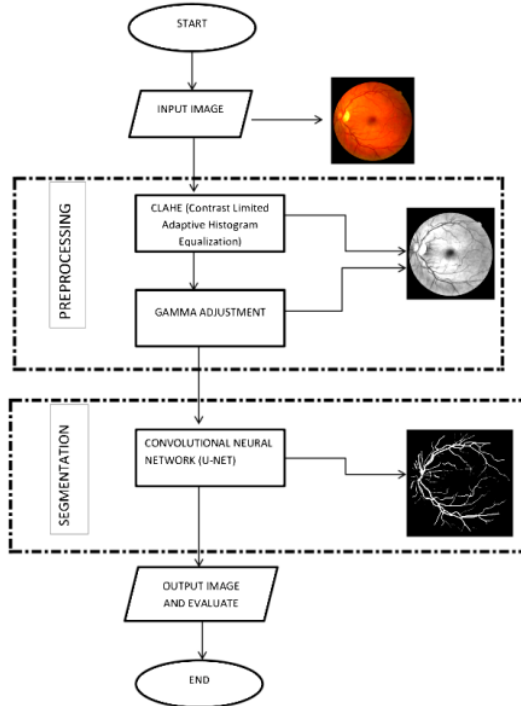 START
INPUT IMAGE
PREPROCESSING
CLAHE (Contrast Limited
Adaptive Histogram
Equalization)
GAMMA ADJUSTMENT
SEGMENTATION
CONVOLUTIONAL NEURAL
NETWORK (U-NET)
OUTPUT IMAGE
AND EVALUATE
END